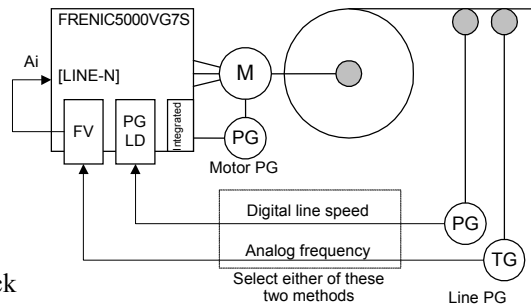 FRENIC5000VG7S
Ai
[LINE-N]
M
FV
PG
LD
Integrated
PG
Motor PG
Digital line speed
PG
Analog frequency
TG
Select either of these
two methods
Line PG
ck